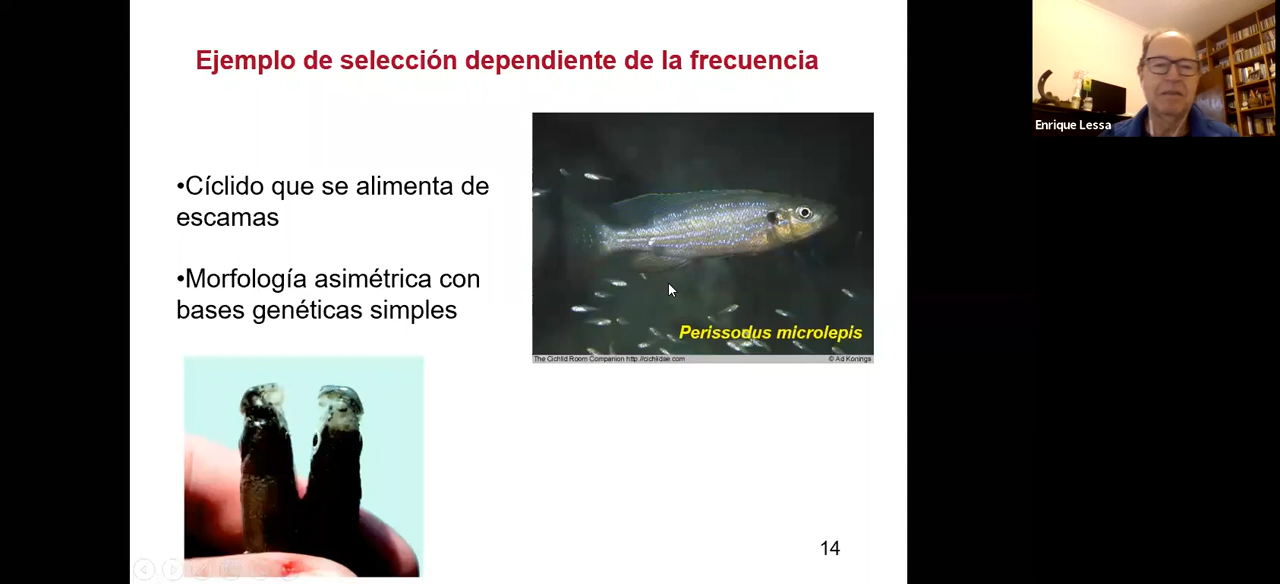 Ejemplo de selección dependiente de la frecuencia
Enrique Lessa
•Cíclido que se alimenta de
escamas
•Morfología asimétrica con
bases genéticas simples
Perissodus microlepis
The Cichlid Room Companion http://cichlidae.com
© Ad Konings
14